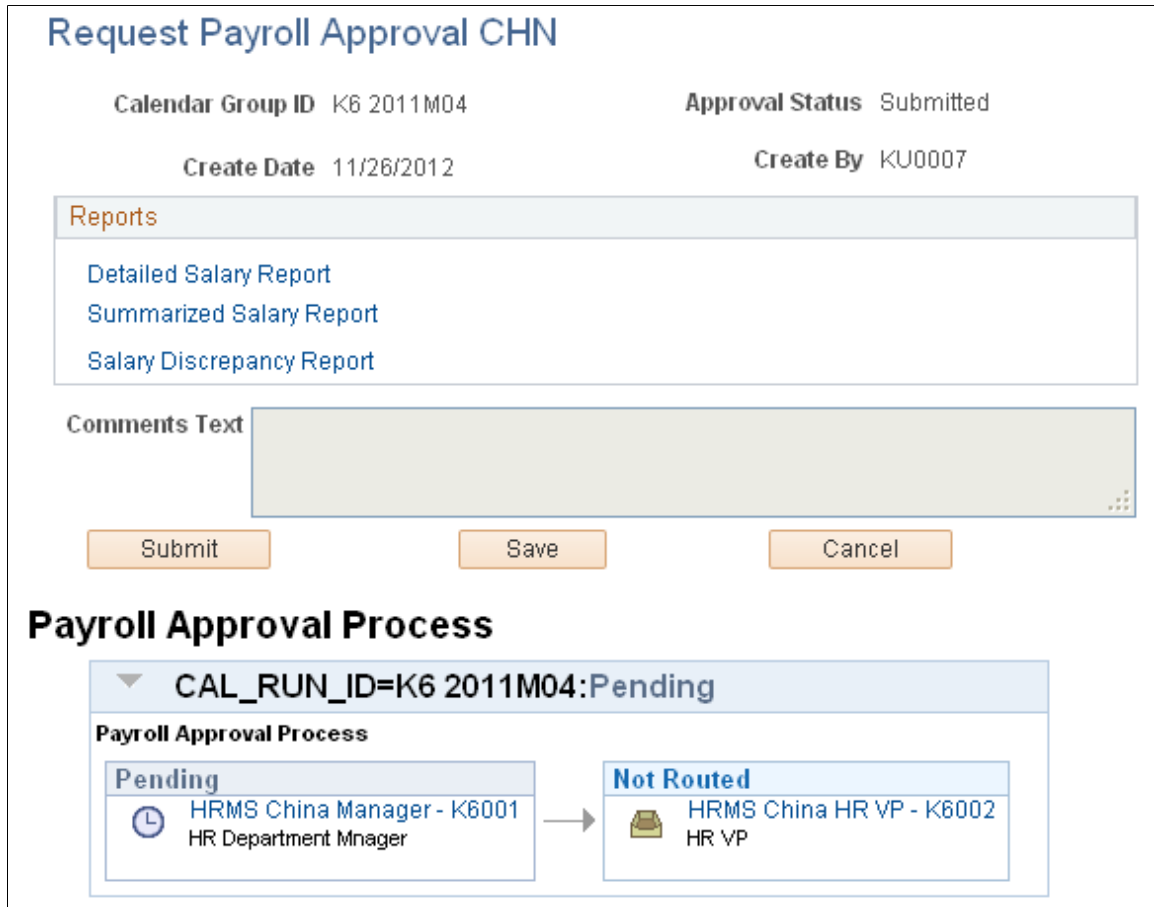 Request Payroll Approval CHN
Calendar Group ID K6 2011M04 Approval Status Submitted
Create Date 11/26/2012 Create By KU0007
Reports
Detailed Salary Report
Summarized Salary Report
Salary Discrepancy Report
Comments Text
Submit Save Cancel
Payroll Approval Process
CAL_RUN_ID=K6 2011M04:Pending
Payroll Approval Process
Pending Not Routed
HRMS China Manager - K6001 HRMS China HR VP - K6002
HR Department Mnager HR VP